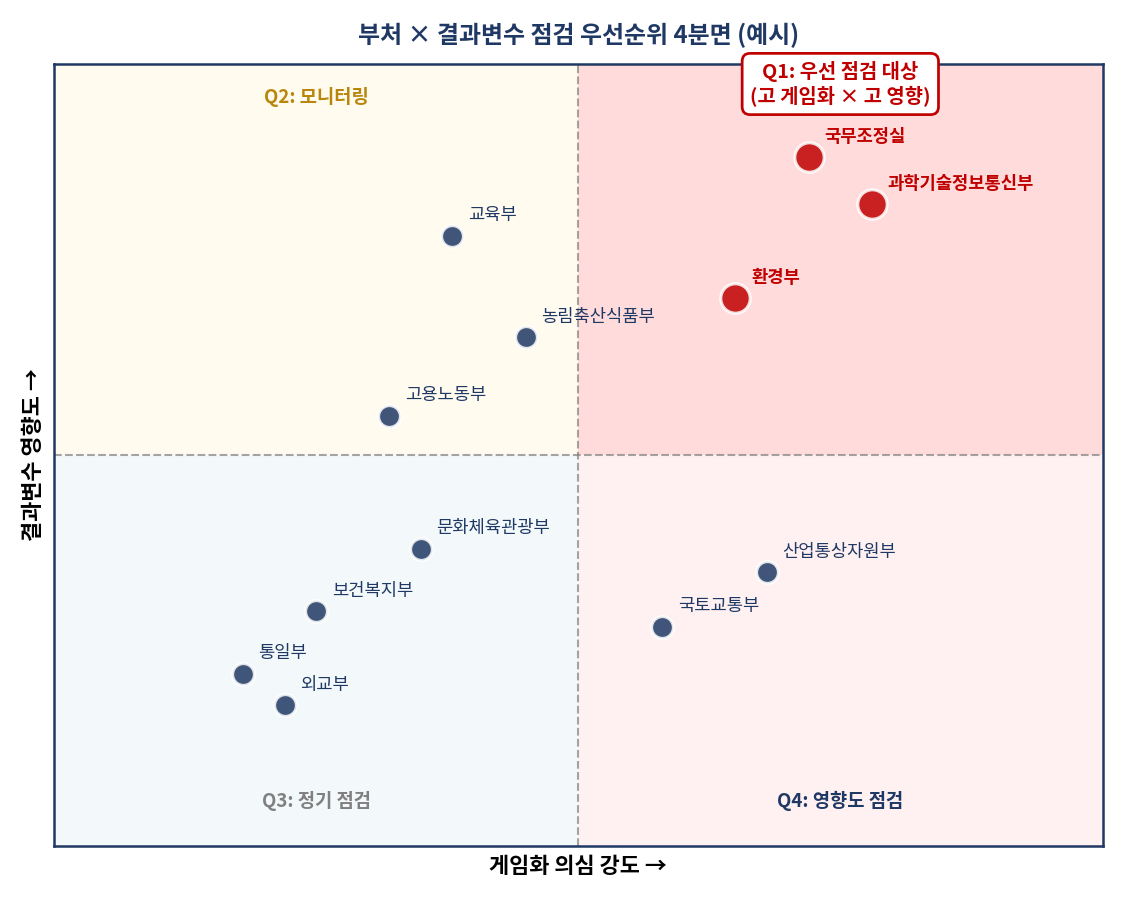 부처 × 결과변수 점검 우선순위 4분면 (예시)
Q1: 우선 점검 대상
(고 게임화 × 고 영향)
Q2: 모니터링
국무조정실
과학기술정보통신부
교육부
환경부
농림축산식품부
고용노동부
결과변수 영향도 →
문화체육관광부
산업통상자원부
보건복지부
국토교통부
통일부
외교부
Q3: 정기 점검
Q4: 영향도 점검
게임화 의심 강도 →